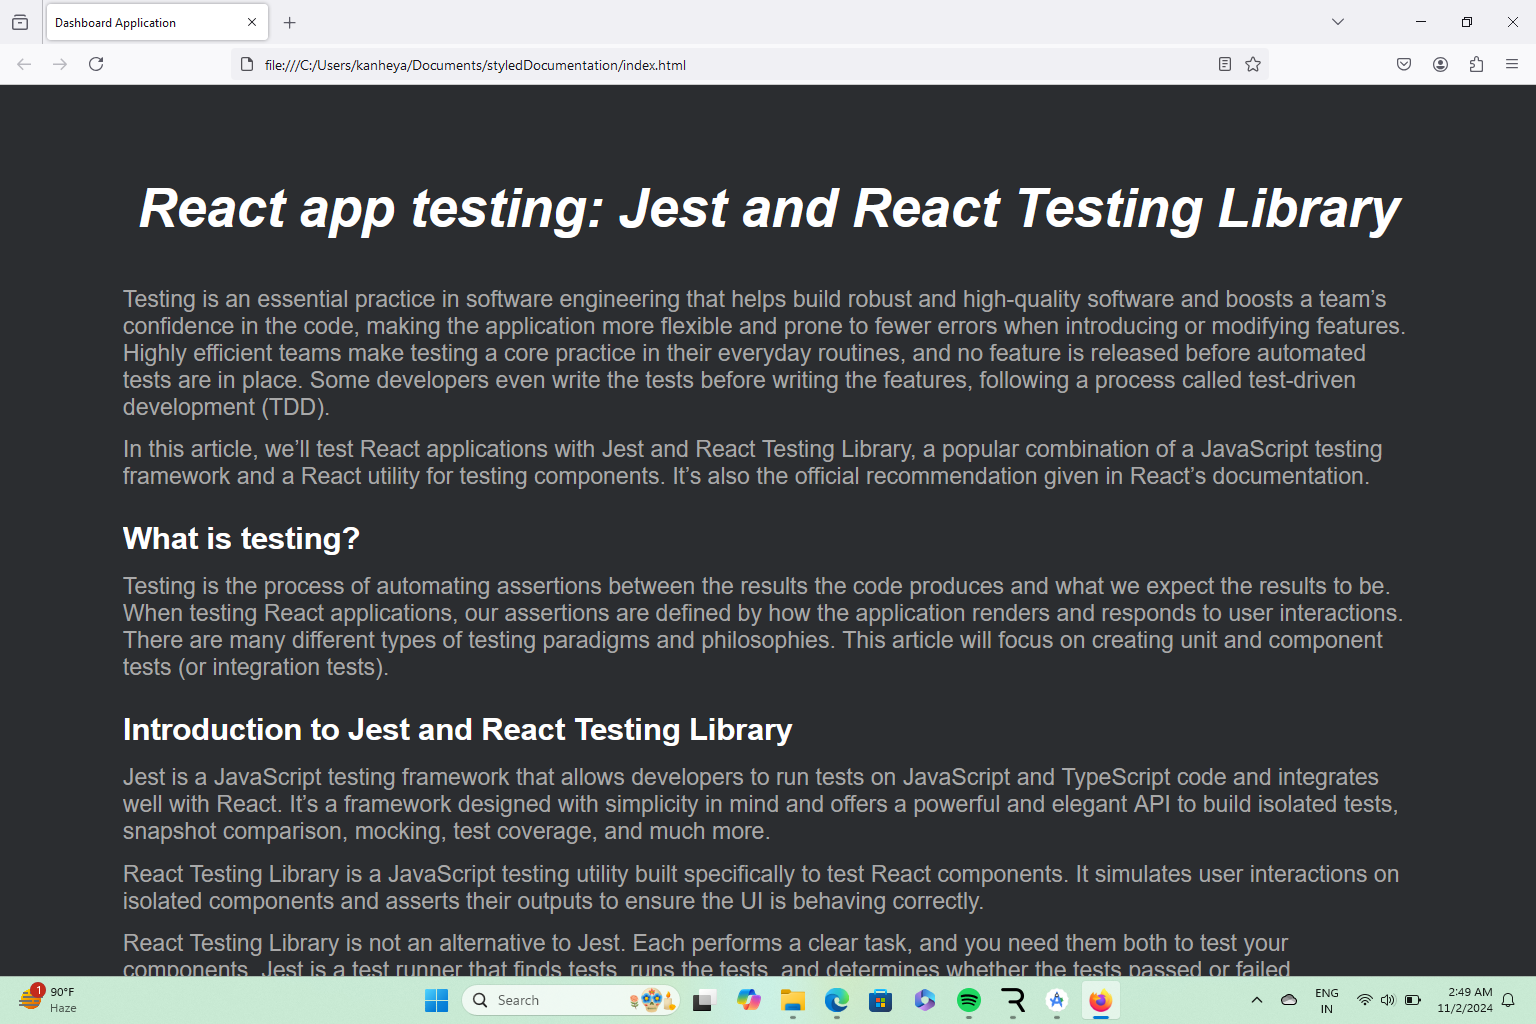 Dashboard Application
file:///C:/Users/kanheya/Documents/styledDocumentation/index.html
React app testing: Jest and React Testing Library
Testing is an essential practice in software engineering that helps build robust and high-quality software and boosts a team’s
confidence in the code, making the application more flexible and prone to fewer errors when introducing or modifying features.
Highly efficient teams make testing a core practice in their everyday routines, and no feature is released before automated
tests are in place. Some developers even write the tests before writing the features, following a process called test-driven
development (TDD).
In this article, we’ll test React applications with Jest and React Testing Library, a popular combination of a JavaScript testing
framework and a React utility for testing components. It’s also the official recommendation given in React’s documentation.
What is testing?
Testing is the process of automating assertions between the results the code produces and what we expect the results to be.
When testing React applications, our assertions are defined by how the application renders and responds to user interactions.
There are many different types of testing paradigms and philosophies. This article will focus on creating unit and component
tests (or integration tests).
Introduction to Jest and React Testing Library
Jest is a JavaScript testing framework that allows developers to run tests on JavaScript and TypeScript code and integrates
well with React. It’s a framework designed with simplicity in mind and offers a powerful and elegant API to build isolated tests,
snapshot comparison, mocking, test coverage, and much more.
React Testing Library is a JavaScript testing utility built specifically to test React components. It simulates user interactions on
isolated components and asserts their outputs to ensure the UI is behaving correctly.
React Testing Library is not an alternative to Jest. Each performs a clear task, and you need them both to test your
components. Jest is a test runner that finds tests, runs the tests, and determines whether the tests passed or failed
1
90°F
Haze
Search
ENG
IN
2:49 AM
11/2/2024